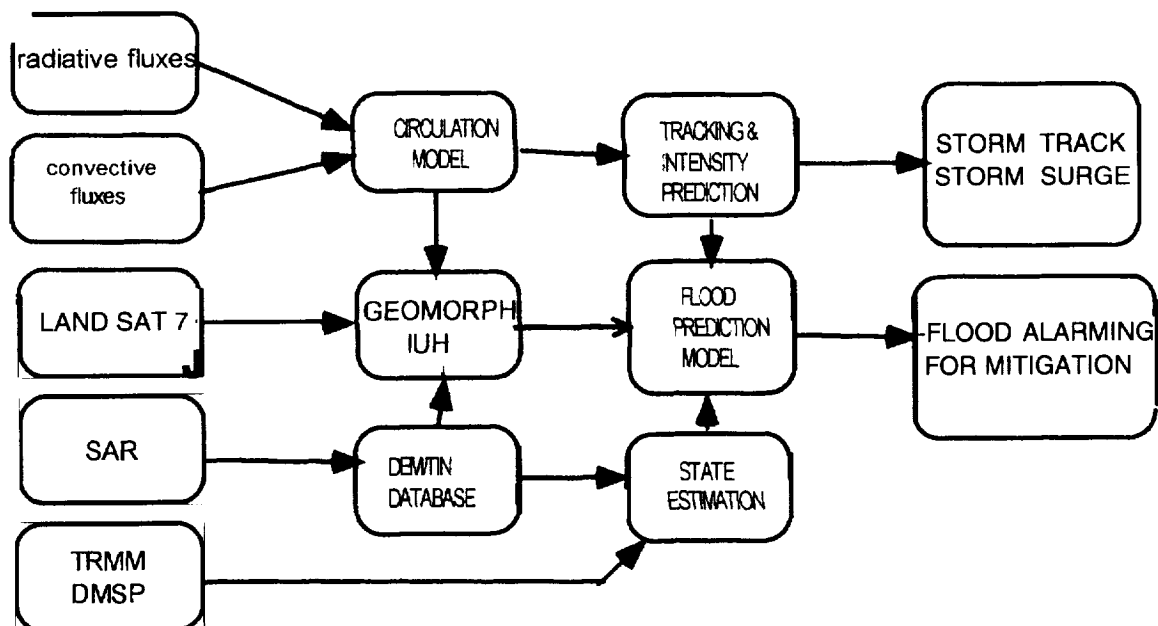 radiative fluxes
convective
fluxes
LAND SAT 7
SAR
TRMM
DMSP
CIRCULATION
MODEL
GEOMORPH
IUH
DEM/TIN
DATABASE
TRACKING &
INTENSITY
PREDICTION
FLOOD
PREDICTION
MODEL
STATE
ESTIMATION
STORM TRACK
STORM SURGE
FLOOD ALARMING
FOR MITIGATION